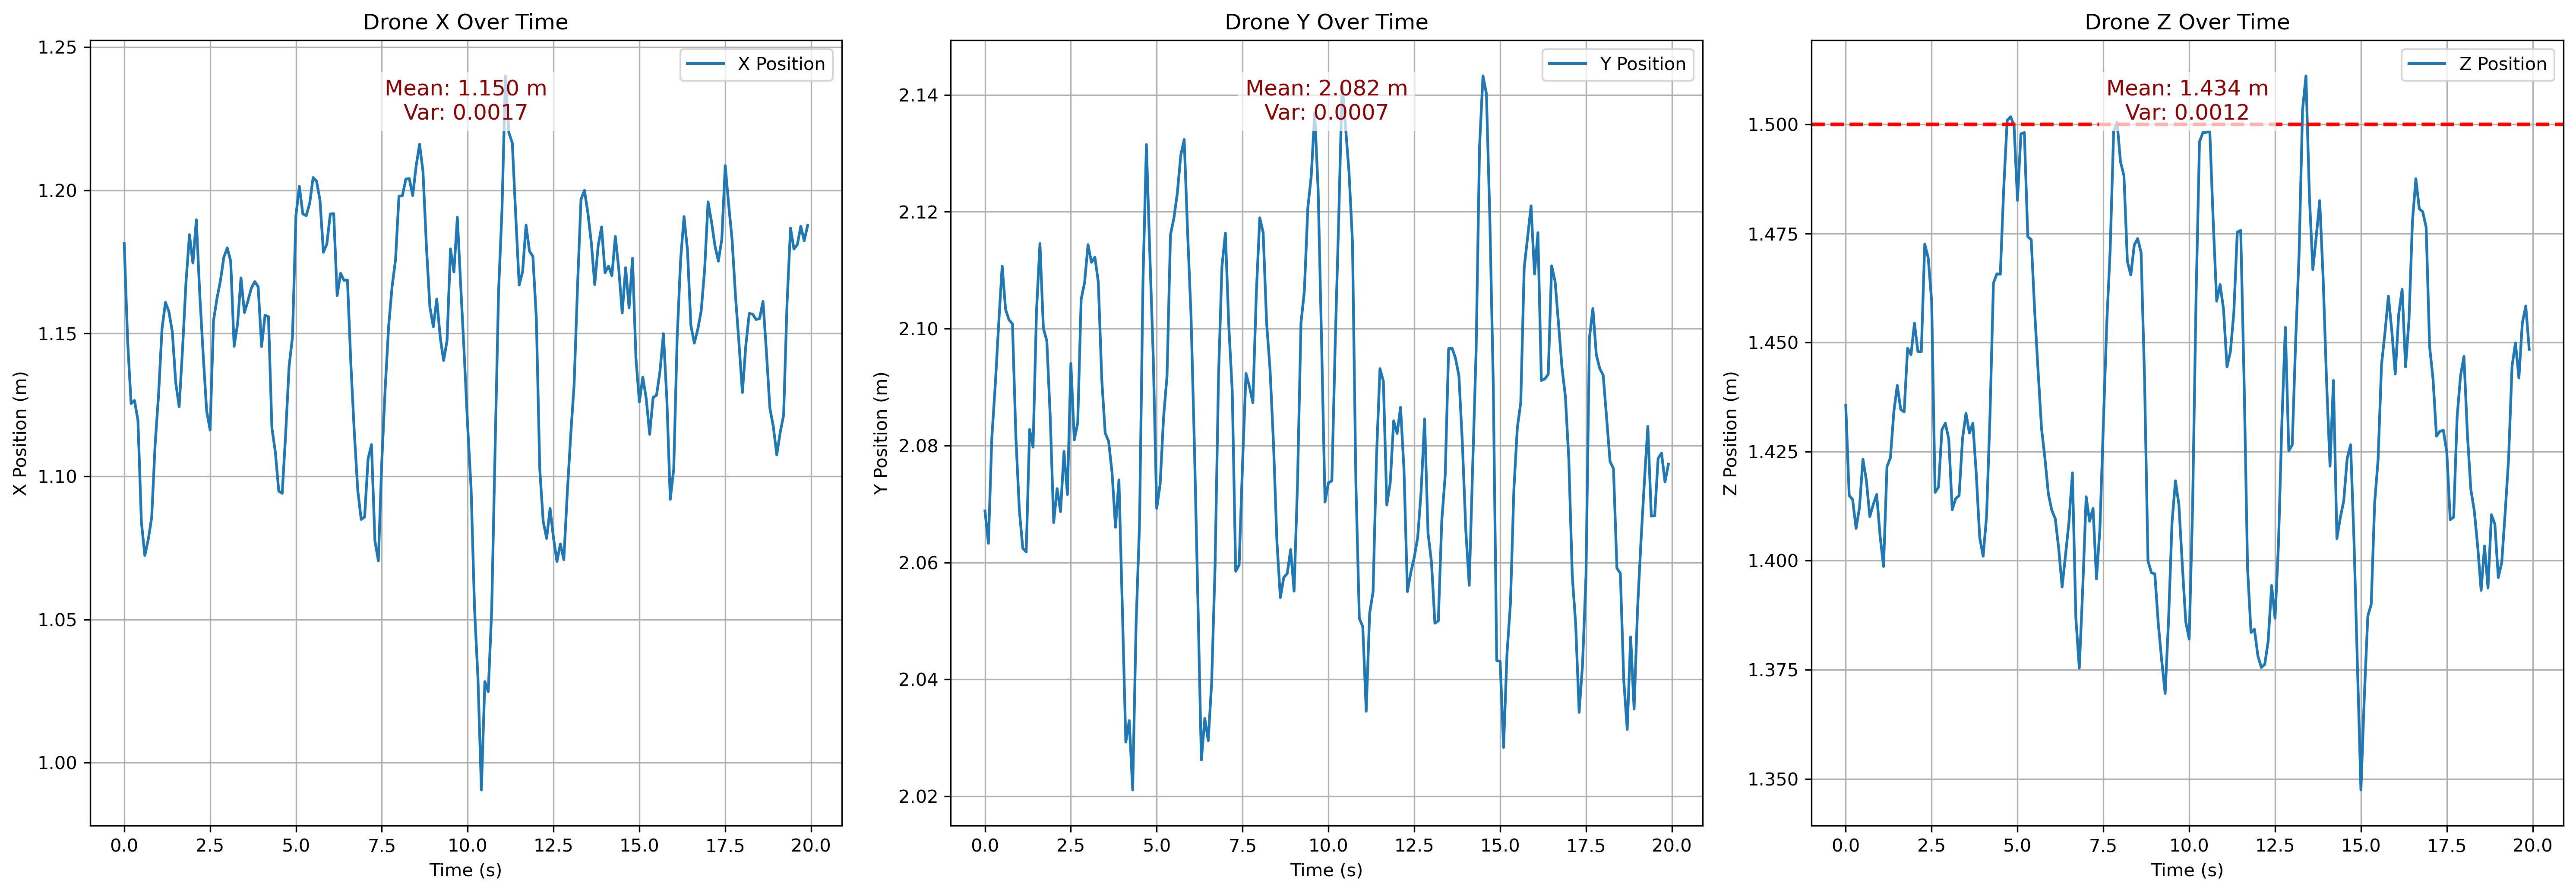 Drone X Over Time
X Position
Mean: 1.150 m
Var: 0.0017
1.25
1.20
1.15
1.10
1.05
1.00
X Position (m)
0.0 2.5 5.0 7.5 10.0 12.5 15.0 17.5 20.0
Time (s)
Drone Y Over Time
Y Position
Mean: 2.082 m
Var: 0.0007
2.14
2.12
2.10
2.08
2.06
2.04
2.02
Y Position (m)
0.0 2.5 5.0 7.5 10.0 12.5 15.0 17.5 20.0
Time (s)
Drone Z Over Time
Z Position
Mean: 1.434 m
Var: 0.0012
1.500
1.475
1.450
1.425
1.400
1.375
1.350
Z Position (m)
0.0 2.5 5.0 7.5 10.0 12.5 15.0 17.5 20.0
Time (s)